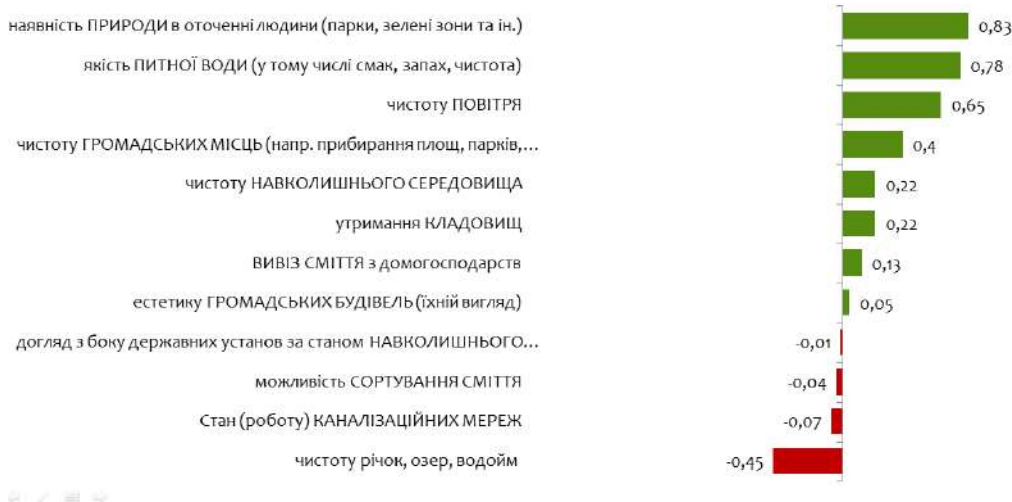 наявність ПРИРОДИ в оточенні людини (парки, зелені зони та ін.) 0,83
якість ПИТНОЇ ВОДИ (у тому числі смак, запах, чистота) 0,78
чистоту ПОВІТРЯ 0,65
чистоту ГРОМАДСЬКИХ МІСЦЬ (напр. прибирання площ, парків,... 0,4
чистоту НАВКОЛИШНЬОГО СЕРЕДОВИЩА 0,22
утримання КЛАДОВИЩ 0,22
ВИВІЗ СМІТТЯ з домогосподарств 0,13
естетику ГРОМАДСЬКИХ БУДІВЕЛЬ (їхній вигляд) 0,05
догляд з боку державних установ за станом НАВКОЛИШНЬОГО... -0,01
можливість СОРТУВАННЯ СМІТТЯ -0,04
Стан (роботу) КАНАЛІЗАЦІЙНИХ МЕРЕЖ -0,07
чистоту річок, озер, водойм -0,45